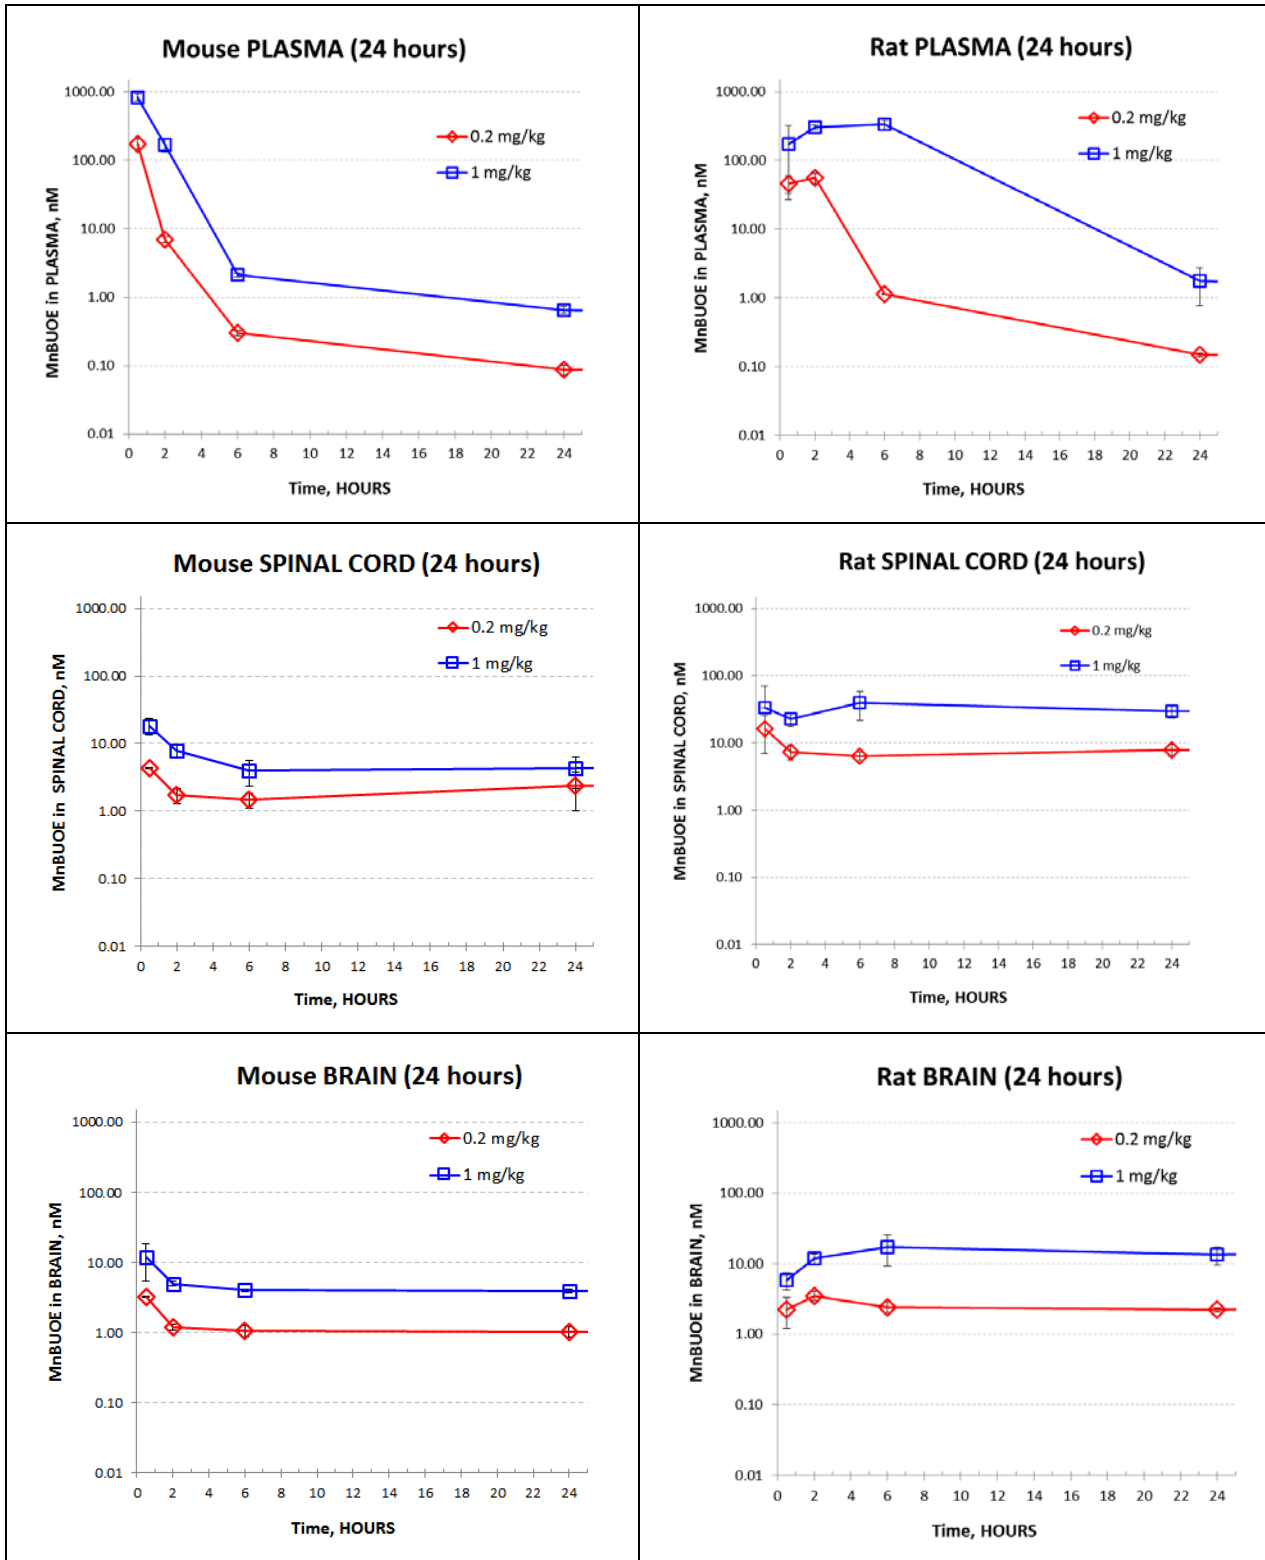 Mouse PLASMA (24 hours)
MnBUOE in PLASMA, nM
1000.00
100.00
10.00
1.00
0.10
0.01
0.2 mg/kg
1 mg/kg
0 2 4 6 8 10 12 14 16 18 20 22 24
Time, HOURS
Rat PLASMA (24 hours)
MnBUOE in PLASMA, nM
1000.00
100.00
10.00
1.00
0.10
0.01
0.2 mg/kg
1 mg/kg
0 2 4 6 8 10 12 14 16 18 20 22 24
Time, HOURS
Mouse SPINAL CORD (24 hours)
MnBUOE in SPINAL CORD, nM
1000.00
100.00
10.00
1.00
0.10
0.01
0.2 mg/kg
1 mg/kg
0 2 4 6 8 10 12 14 16 18 20 22 24
Time, HOURS
Rat SPINAL CORD (24 hours)
MnBUOE in SPINAL CORD, nM
1000.00
100.00
10.00
1.00
0.10
0.01
0.2 mg/kg
1 mg/kg
0 2 4 6 8 10 12 14 16 18 20 22 24
Time, HOURS
Mouse BRAIN (24 hours)
MnBUOE in BRAIN, nM
1000.00
100.00
10.00
1.00
0.10
0.01
0.2 mg/kg
1 mg/kg
0 2 4 6 8 10 12 14 16 18 20 22 24
Time, HOURS
Rat BRAIN (24 hours)
MnBUOE in BRAIN, nM
1000.00
100.00
10.00
1.00
0.10
0.01
0.2 mg/kg
1 mg/kg
0 2 4 6 8 10 12 14 16 18 20 22 24
Time, HOURS